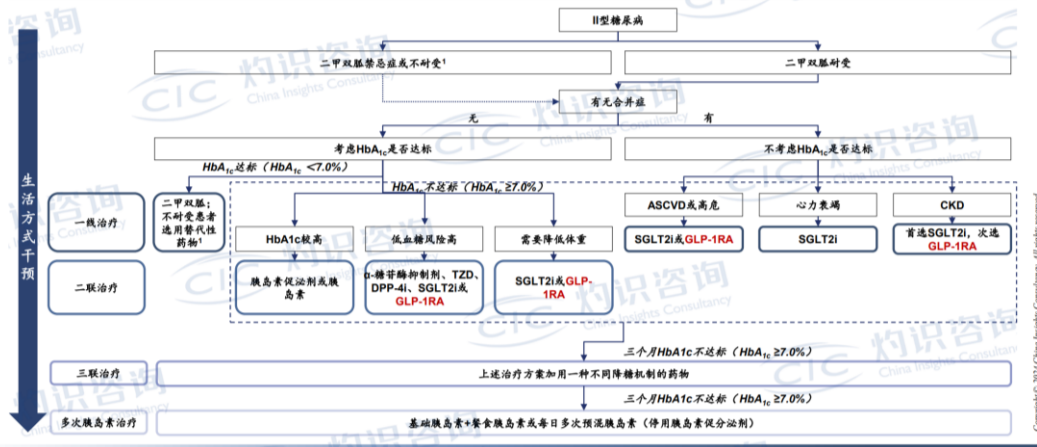 II型糖尿病
二甲双胍禁忌症或不耐受1
二甲双胍耐受
有无合并症
无
有
考虑HbA1c是否达标
不考虑HbA1c是否达标
HbA1c达标（HbA1c ＜7.0%）
HbA1c不达标（HbA1c ≥7.0%）
生活方式干预
一线治疗
二甲双胍；
不耐受患者
选用替代性
药物1
HbA1c较高
低血糖风险高
需要降低体重
ASCVD或高危
心力衰竭
CKD
SGLT2i或GLP-1RA
SGLT2i
首选SGLT2i，次选
GLP-1RA
二联治疗
胰岛素促泌剂或胰
岛素
α-糖苷酶抑制剂、TZD、
DPP-4i、SGLT2i或
GLP-1RA
SGLT2i或GLP-
1RA
三个月HbA1c不达标（HbA1c ≥7.0%）
三联治疗
上述治疗方案加用一种不同降糖机制的药物
三个月HbA1c不达标（HbA1c ≥7.0%）
多次胰岛素治疗
基础胰岛素+餐食胰岛素或每日多次预混胰岛素（停用胰岛素促分泌剂）
CIC 灼识咨询
China Insights Consultancy